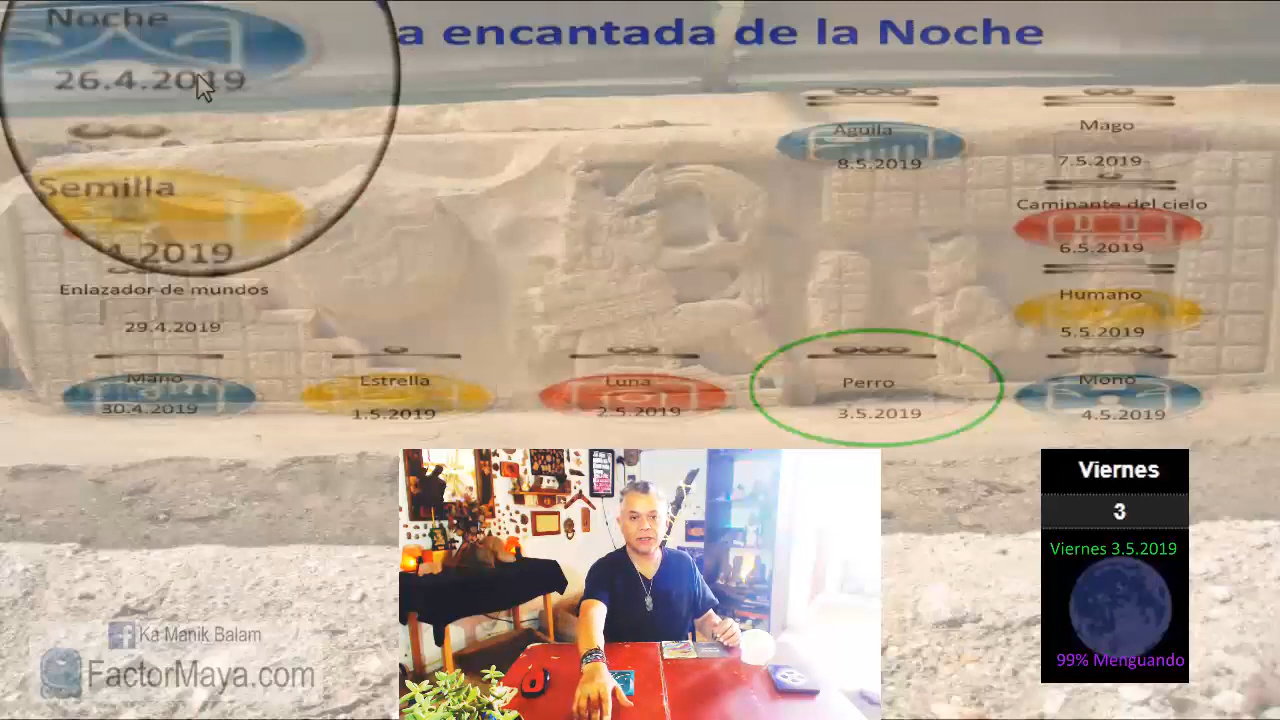 Noche
a encantada de la Noche
26.4.2019
Semilla
4.2019
Enlazador de mundos
29.4.2019
Mano
30.4.2019
Estrella
1.5.2019
Luna
2.5.2019
Perro
3.5.2019
Mono
4.5.2019
Humano
5.5.2019
Caminante del cielo
6.5.2019
Mago
7.5.2019
Aguila
8.5.2019
Viernes
3
Viernes 3.5.2019
99% Menguando
Ka Manik Balam
FactorMaya.com